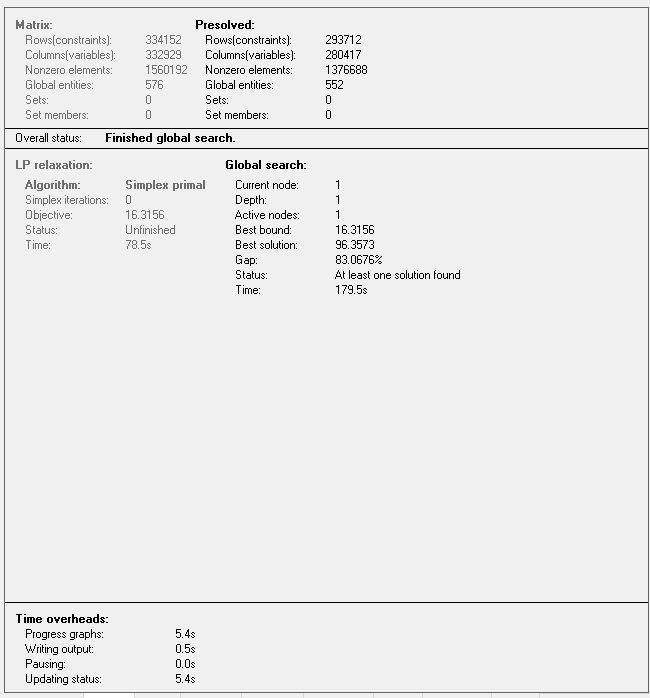 Matrix: Presolved:
Rows(constraints): 334152 Rows(constraints): 293712
Columns(variables): 332929 Columns(variables): 280417
Nonzero elements: 1560192 Nonzero elements: 1376688
Global entities: 576 Global entities: 552
Sets: 0 Sets: 0
Set members: 0 Set members: 0
Overall status: Finished global search.
LP relaxation: Global search:
Algorithm: Simplex primal Current node: 1
Simplex iterations: 0 Depth: 1
Objective: 16.3156 Active nodes: 1
Status: Unfinished Best bound: 16.3156
Time: 78.5s Best solution: 96.3573
Gap: 83.0676%
Status: At least one solution found
Time: 179.5s
Time overheads:
Progress graphs: 5.4s
Writing output: 0.5s
Pausing: 0.0s
Updating status: 5.4s